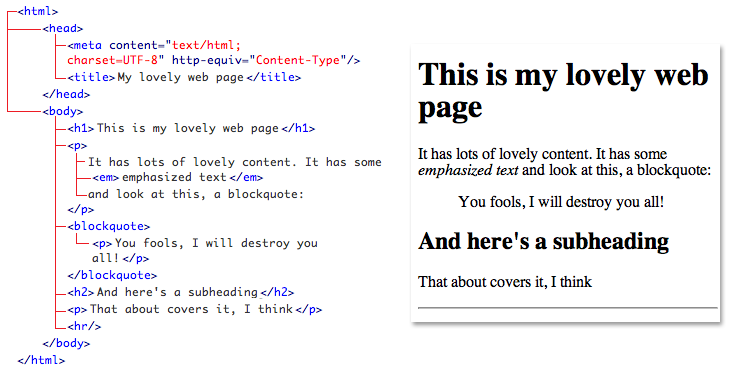 <html>
<head>
<meta content="text/html;
charset=UTF-8" http-equiv="Content-Type"/>
<title>My lovely web page</title>
</head>
<body>
<h1>This is my lovely web page</h1>
<p>
It has lots of lovely content. It has some
<em>emphasized text</em>
and look at this, a blockquote:
</p>
<blockquote>
<p>You fools, I will destroy you
all!</p>
</blockquote>
<h2>And here's a subheading</h2>
<p>That about covers it, I think</p>
<hr/>
</body>
</html>
This is my lovely web
page
It has lots of lovely content. It has some
emphasized text and look at this, a blockquote:
You fools, I will destroy you all!
And here's a subheading
That about covers it, I think